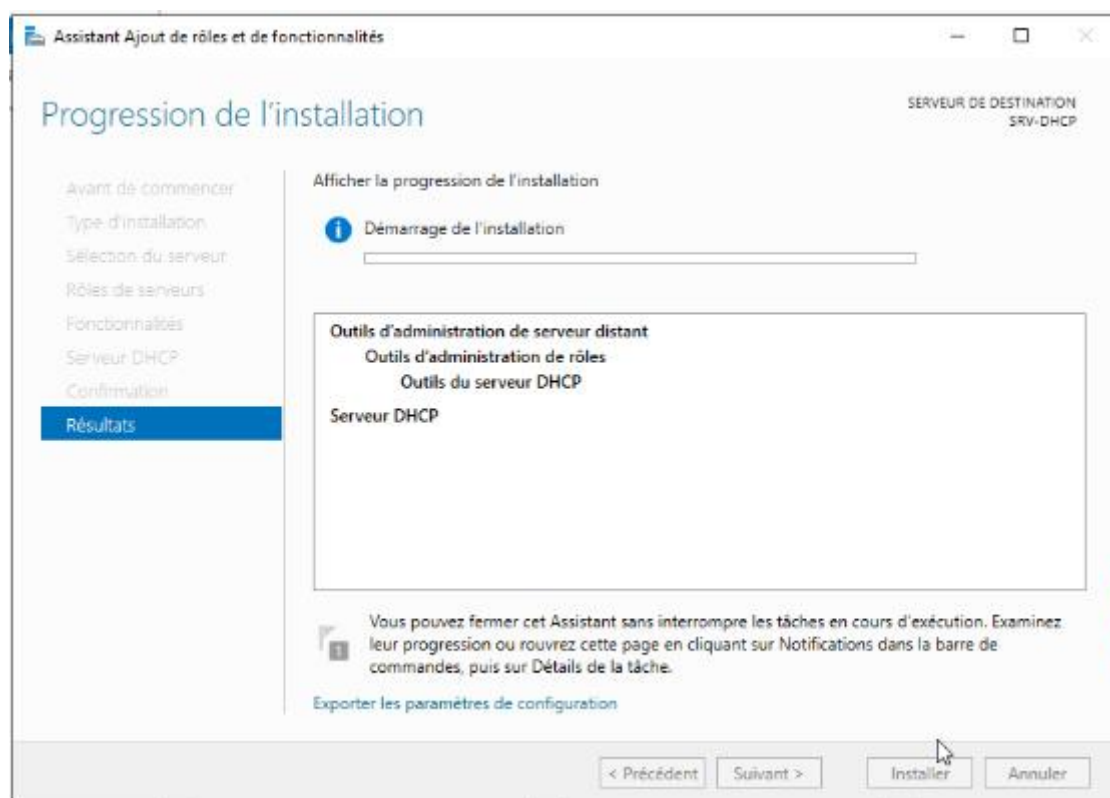 Assistant Ajout de rôles et de fonctionnalités
Progression de l'installation
SERVEUR DE DESTINATION
SRV-DHCP
Avant de commencer
Type d'installation
Sélection du serveur
Rôles de serveurs
Fonctionnalités
Serveur DHCP
Confirmation
Résultats
Afficher la progression de l'installation
Démarrage de l'installation
Outils d'administration de serveur distant
Outils d'administration de rôles
Outils du serveur DHCP
Serveur DHCP
1
Vous pouvez fermer cet Assistant sans interrompre les tâches en cours d'exécution. Examinez
leur progression ou rouvrez cette page en cliquant sur Notifications dans la barre de
commandes, puis sur Détails de la tâche.
Exporter les paramètres de configuration
< Précédent
Suivant >
Installer
Annuler